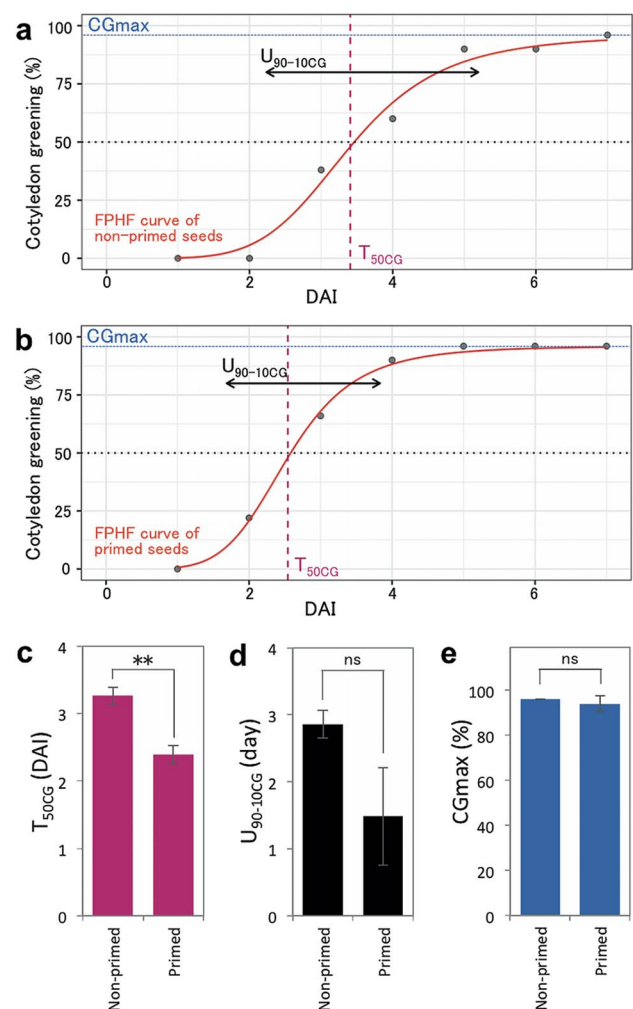 a
100
CGmax
U90-10CG
75
50
25
0
Cotyledon greening (%)
FPHF curve of
non-primed seeds
T50CG
0 2 4 6
DAI
b
100
CGmax
U90-10CG
75
50
25
0
Cotyledon greening (%)
FPHF curve of
primed seeds
T50CG
0 2 4 6
DAI
c
4
3
2
1
0
T50CG (DAI)
**
Non-primed
Primed
d
4
3
2
1
0
U90-10CG (day)
ns
Non-primed
Primed
e
100
80
60
40
20
0
CGmax (%)
ns
Non-primed
Primed